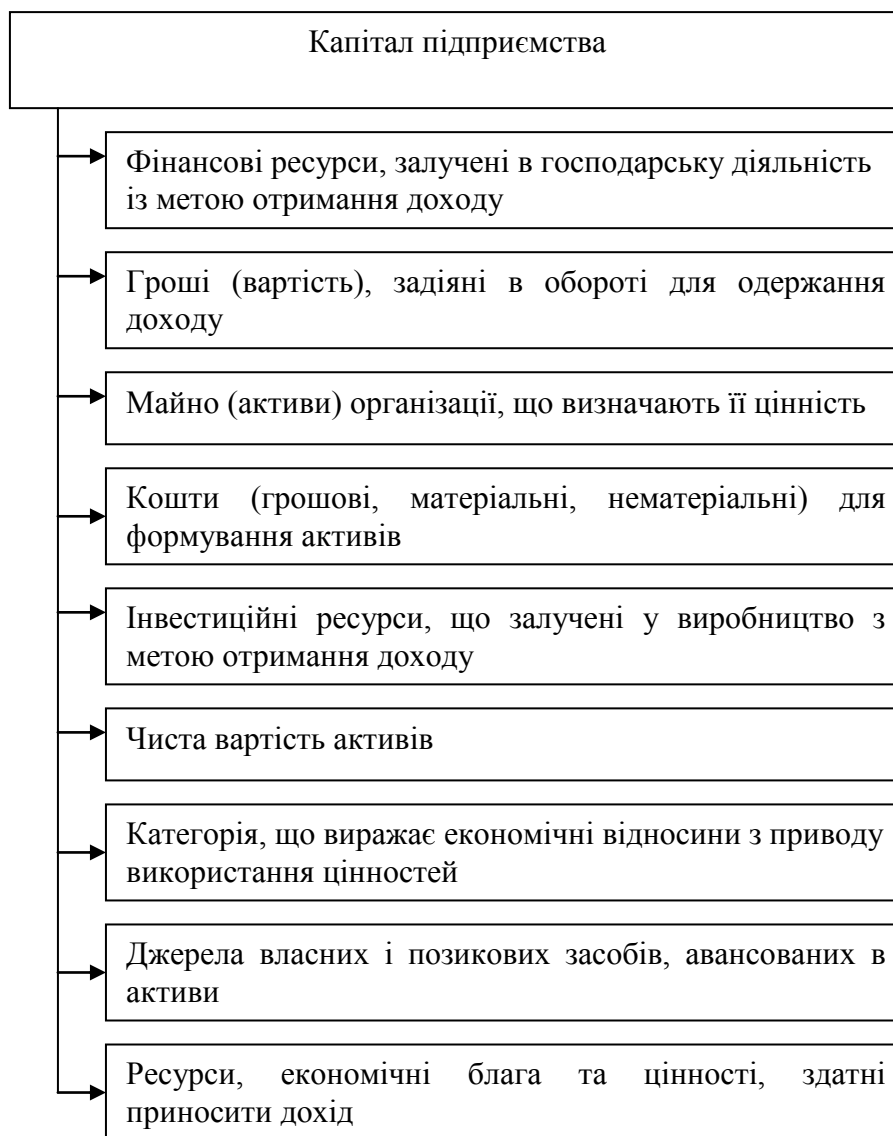 Капітал підприємства
Фінансові ресурси, залучені в господарську діяльність
із метою отримання доходу
Гроші (вартість), задіяні в обороті для одержання
доходу
Майно (активи) організації, що визначають її цінність
Кошти (грошові, матеріальні, нематеріальні) для
формування активів
Інвестиційні ресурси, що залучені у виробництво з
метою отримання доходу
Чиста вартість активів
Категорія, що виражає економічні відносини з приводу
використання цінностей
Джерела власних і позикових засобів, авансованих в
активи
Ресурси, економічні блага та цінності, здатні
приносити дохід